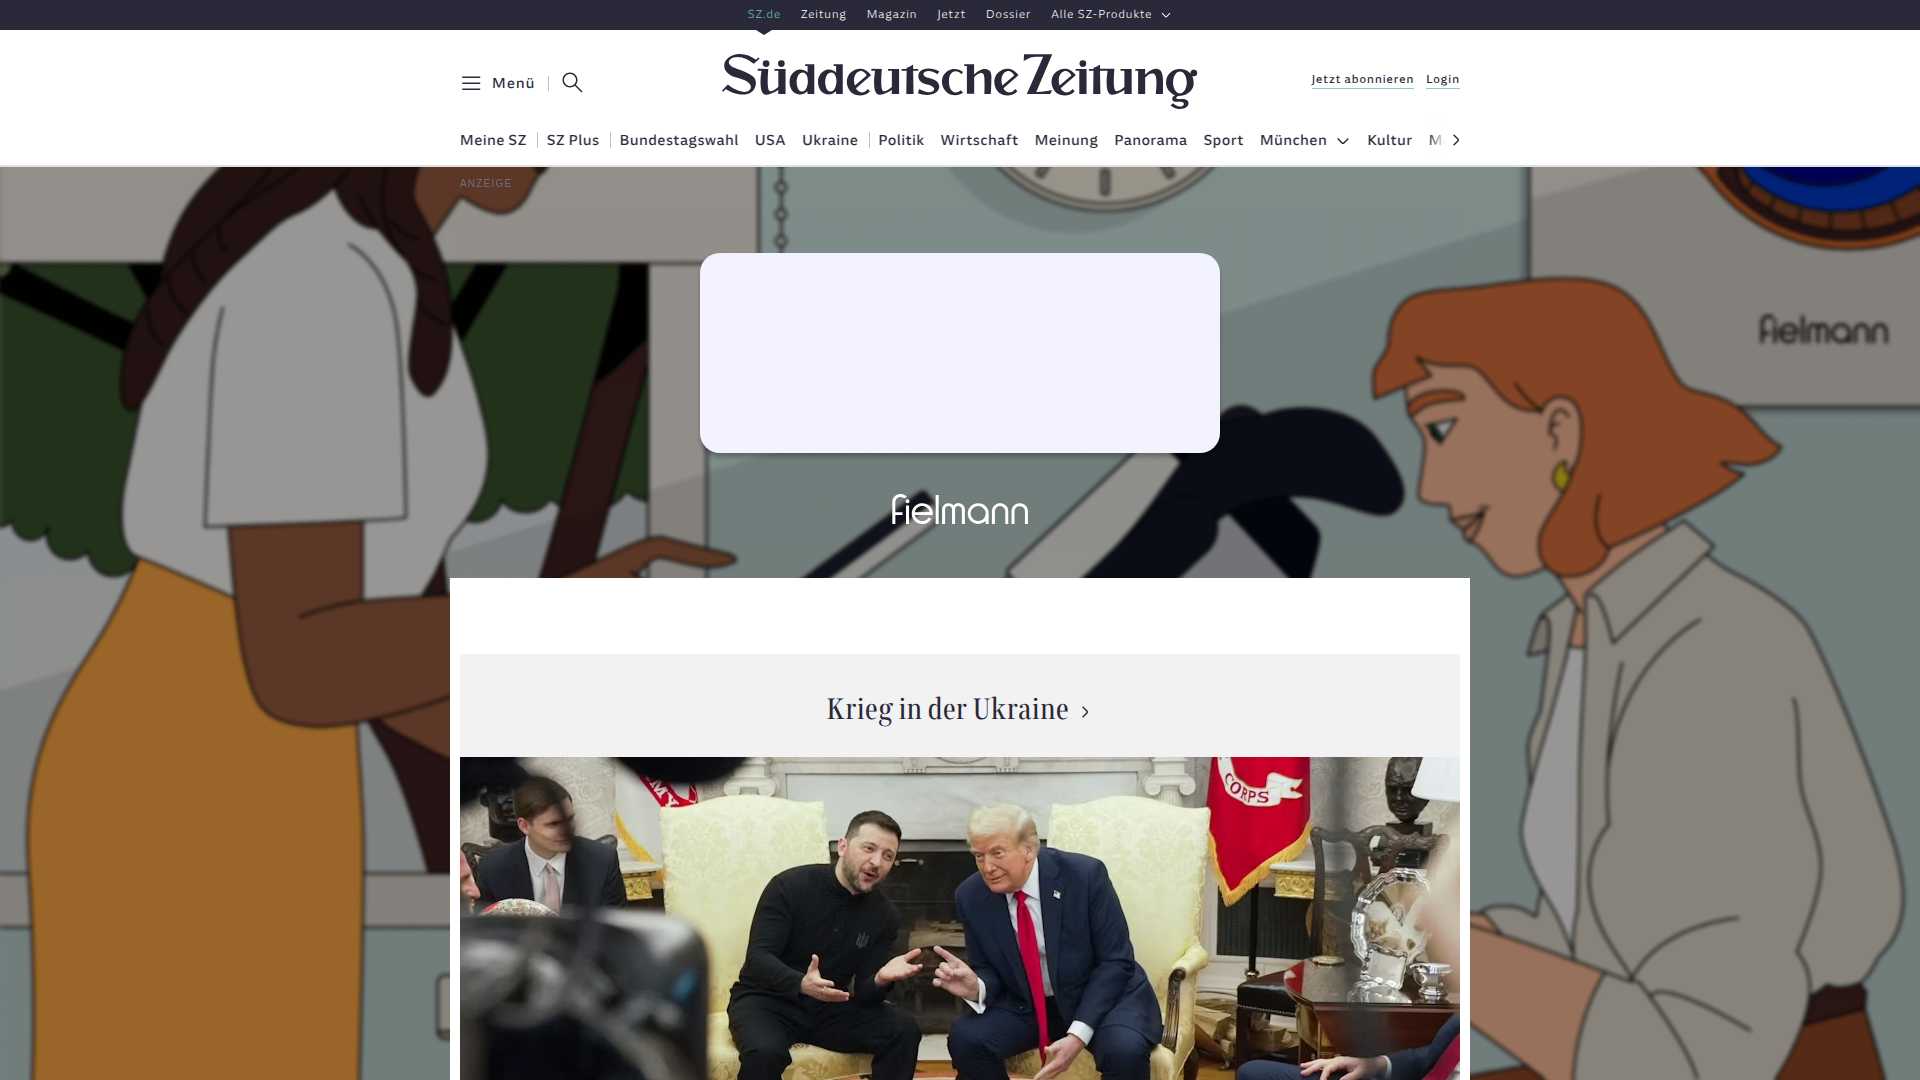 SZ.de Zeitung Magazin Jetzt Dossier Alle SZ-Produkte
Menü
Süddeutsche Zeitung
Jetzt abonnieren Login
Meine SZ SZ Plus Bundestagswahl USA Ukraine Politik Wirtschaft Meinung Panorama Sport München Kultur M
ANZEIGE
fielmann
fielmann
Krieg in der Ukraine
CORPS